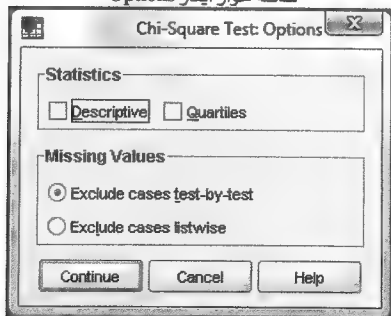 Options
Chi-Square Test: Options
Statistics
Descriptive
Quartiles
Missing Values
Exclude cases test-by-test
Exclude cases listwise
Continue
Cancel
Help